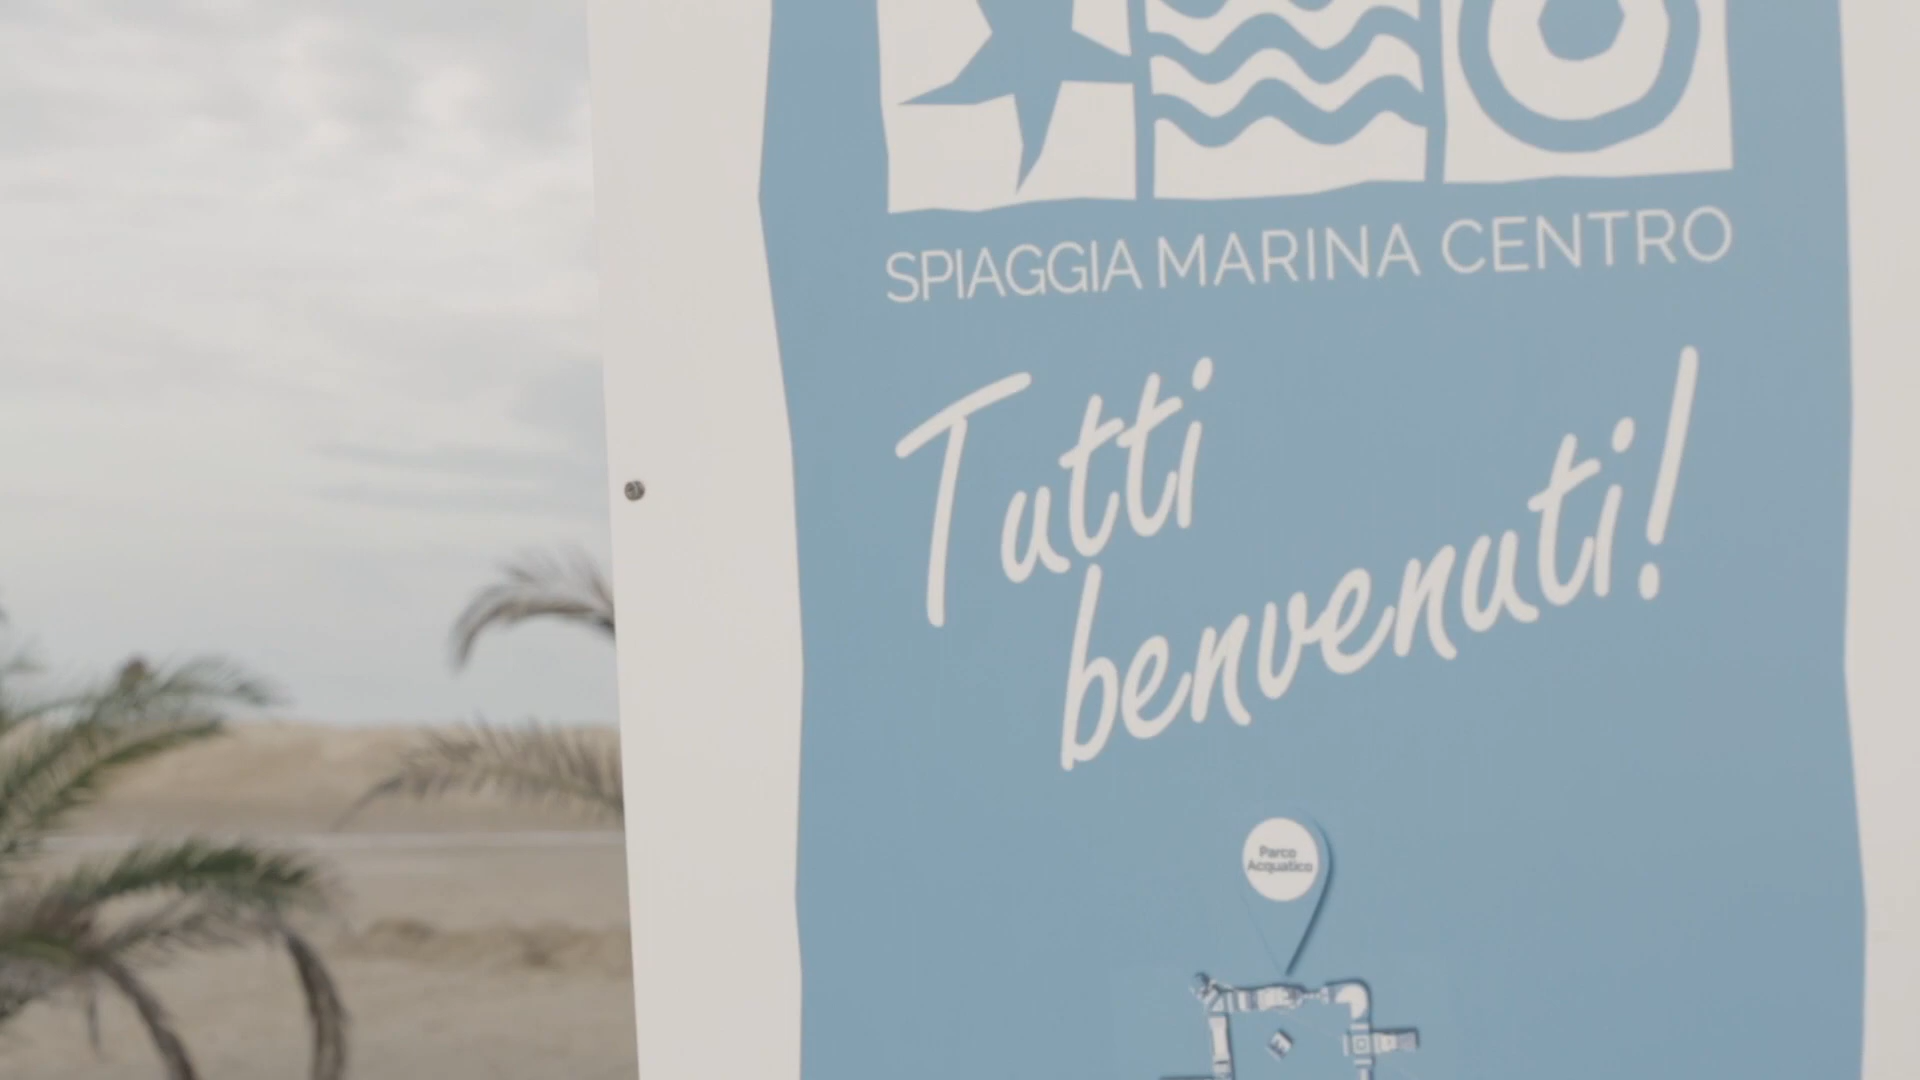 SPIAGGIA MARINA CENTRO
Tutti
benvenuti!
Parco
Acquatico